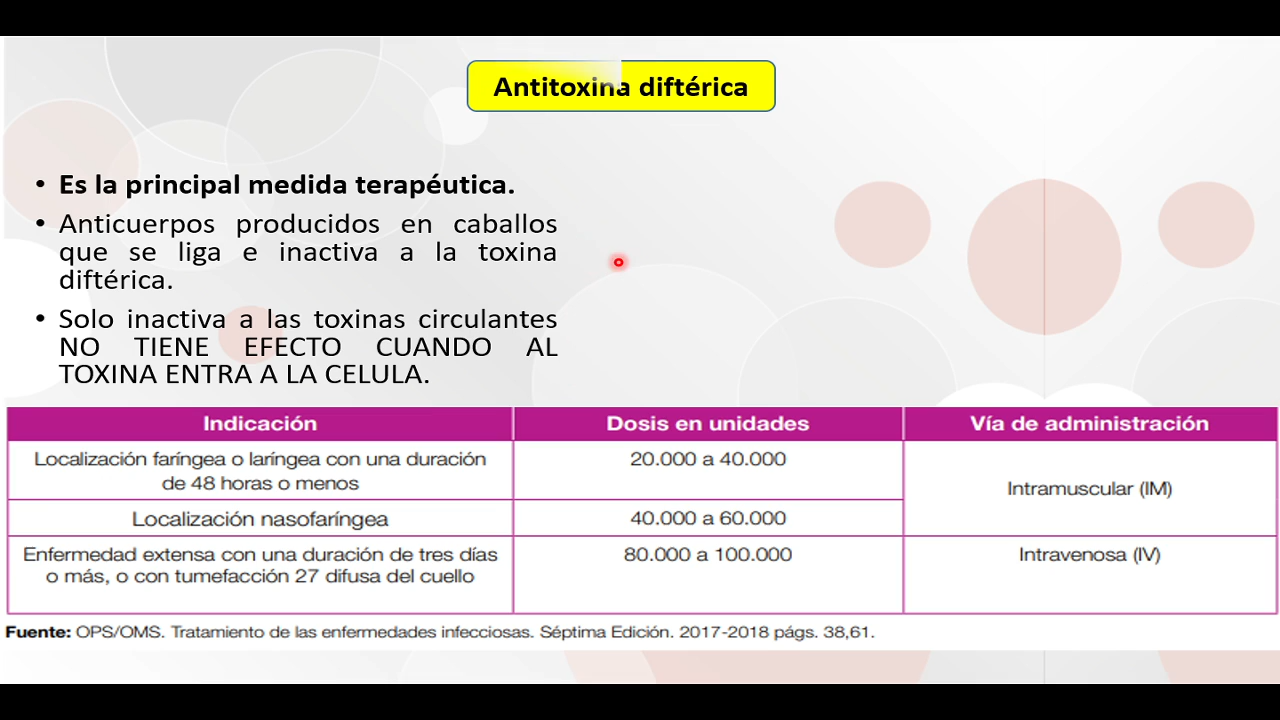 Antitoxina diftérica
• Es la principal medida terapéutica.
• Anticuerpos producidos en caballos
que se liga e inactiva a la toxina
diftérica.
• Solo inactiva a las toxinas circulantes
NO TIENE EFECTO CUANDO AL
TOXINA ENTRA A LA CELULA.
Indicación Dosis en unidades Vía de administración
Localización faríngea o laríngea con una duración
de 48 horas o menos
20.000 a 40.000
Intramuscular (IM)
Localización nasofaríngea
40.000 a 60.000
Enfermedad extensa con una duración de tres días
o más, o con tumefacción 27 difusa del cuello
80.000 a 100.000
Intravenosa (IV)
Fuente: OPS/OMS. Tratamiento de las enfermedades infecciosas. Séptima Edición. 2017-2018 págs. 38,61.